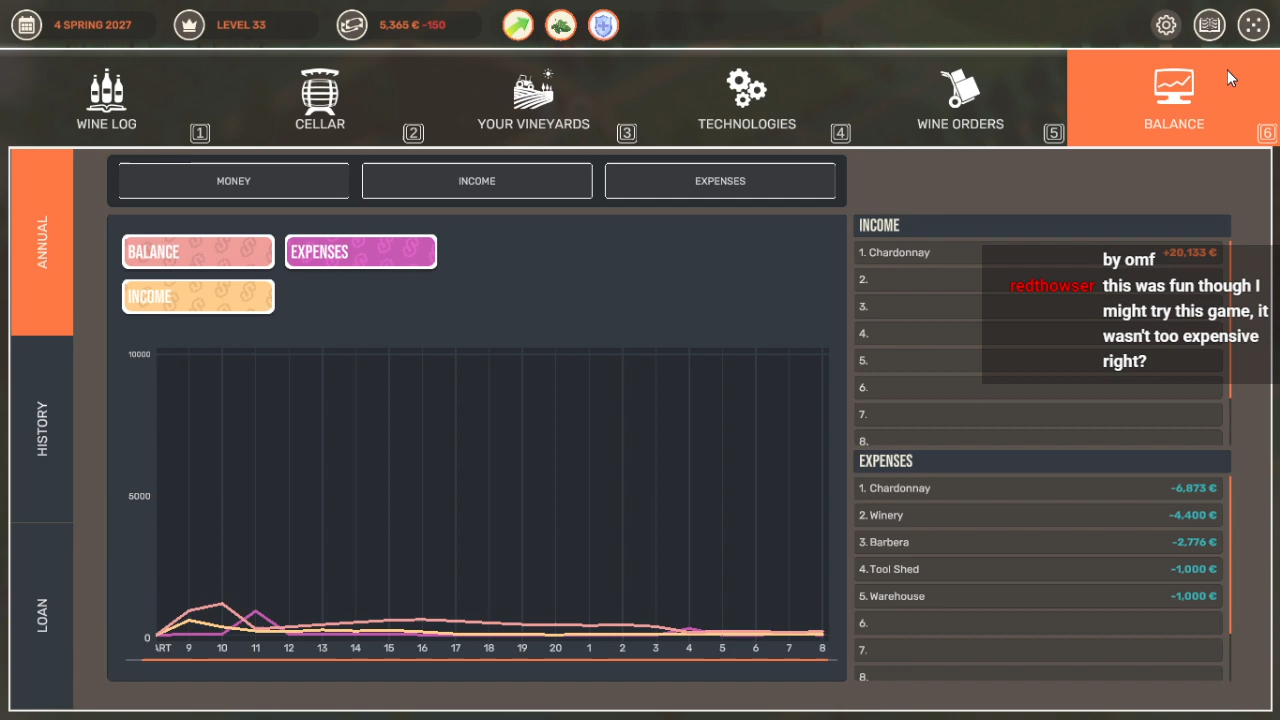 4 SPRING 2027
LEVEL 33
5,365 € -150
WINE LOG
1
CELLAR
2
YOUR VINEYARDS
3
TECHNOLOGIES
4
WINE ORDERS
5
BALANCE
6
ANNUAL
HISTORY
LOAN
MONEY
INCOME
EXPENSES
BALANCE
EXPENSES
INCOME
10000
5000
0
ART 9 10 11 12 13 14 15 16 17 18 19 20 1 2 3 4 5 6 7 8
INCOME
1. Chardonnay +20,133 €
2.
3.
4.
5.
6.
7.
8.
by omf
redthowser this was fun though I
might try this game, it
wasn't too expensive
right?
EXPENSES
1. Chardonnay -6,873 €
2. Winery -4,400 €
3. Barbera -2,776 €
4. Tool Shed -1,000 €
5. Warehouse -1,000 €
6.
7.
8.